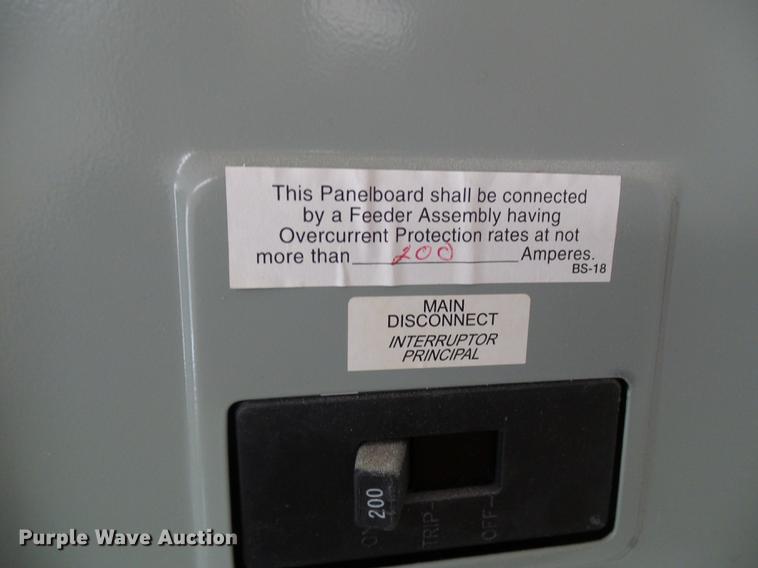 This Panelboard shall be connected
by a Feeder Assembly having
Overcurrent Protection rates at not
more than 200 Amperes.
BS-18
MAIN
DISCONNECT
INTERRUPTOR
PRINCIPAL
200
ON
TRIP
OFF
Purple Wave Auction